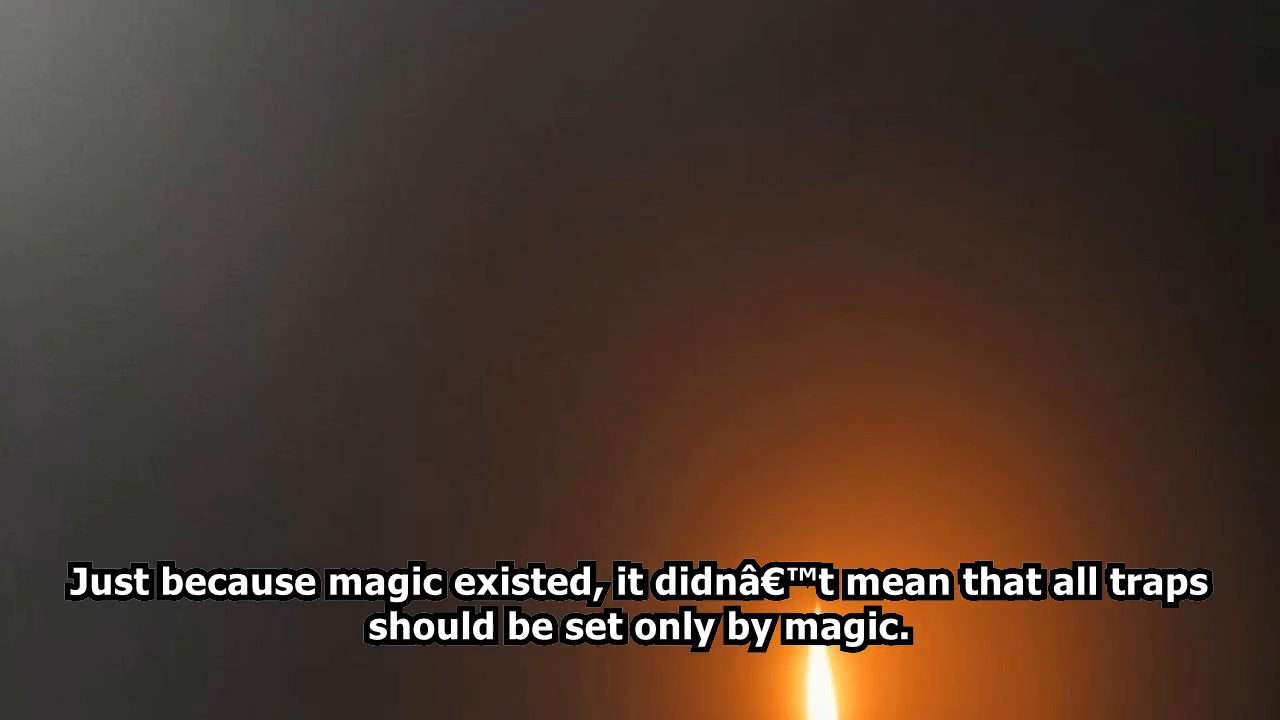 Just because magic existed, it didnâ€™t mean that all traps
should be set only by magic.